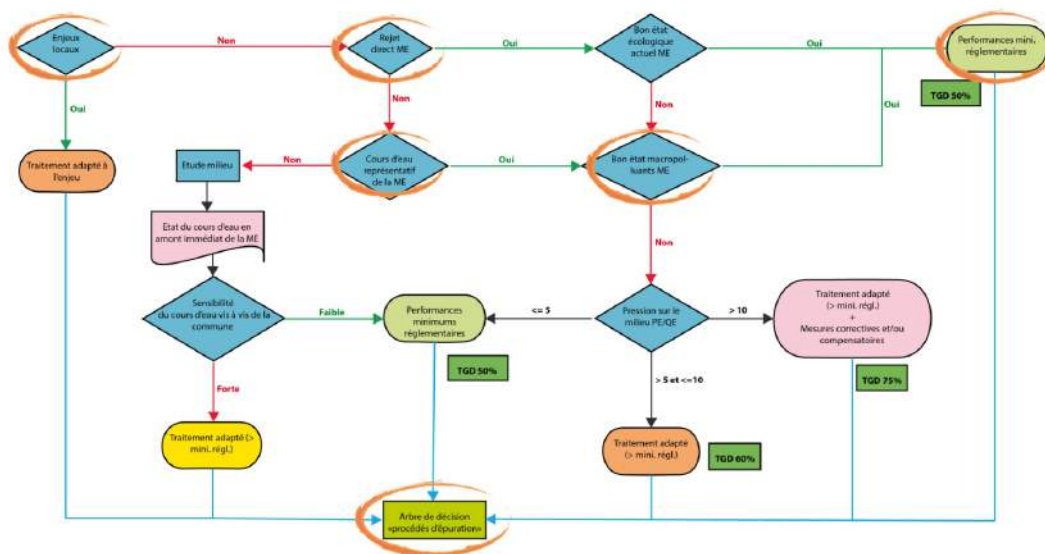 Enjeux
locaux
Non
Rejet
direct ME
Oui
Bon état
écologique
actuel ME
Oui
Performances mini.
réglementaires
TGD 50%
Oui
Non
Non
Oui
Traitement adapté à
l'enjeu
Etude milieu
Non
Cours d'eau
représentatif
de la ME
Oui
Bon état macropol-
luants ME
Etat du cours d'eau en
amont immédiat de la ME
Non
Sensibilité
du cours d'eau vis à vis de la
commune
Faible
Performances
minimums
réglementaires
TGD 50%
<= 5
Pression sur le
milieu PE/QE
> 10
Traitement adapté
(> mini. régl.)
+
Mesures correctives et/ou
compensatoires
TGD 75%
Forte
> 5 et <=10
Traitement adapté (>
mini. régl.)
Traitement adapté
(> mini. régl.)
TGD 60%
Arbre de décision
«procédés d'épuration»